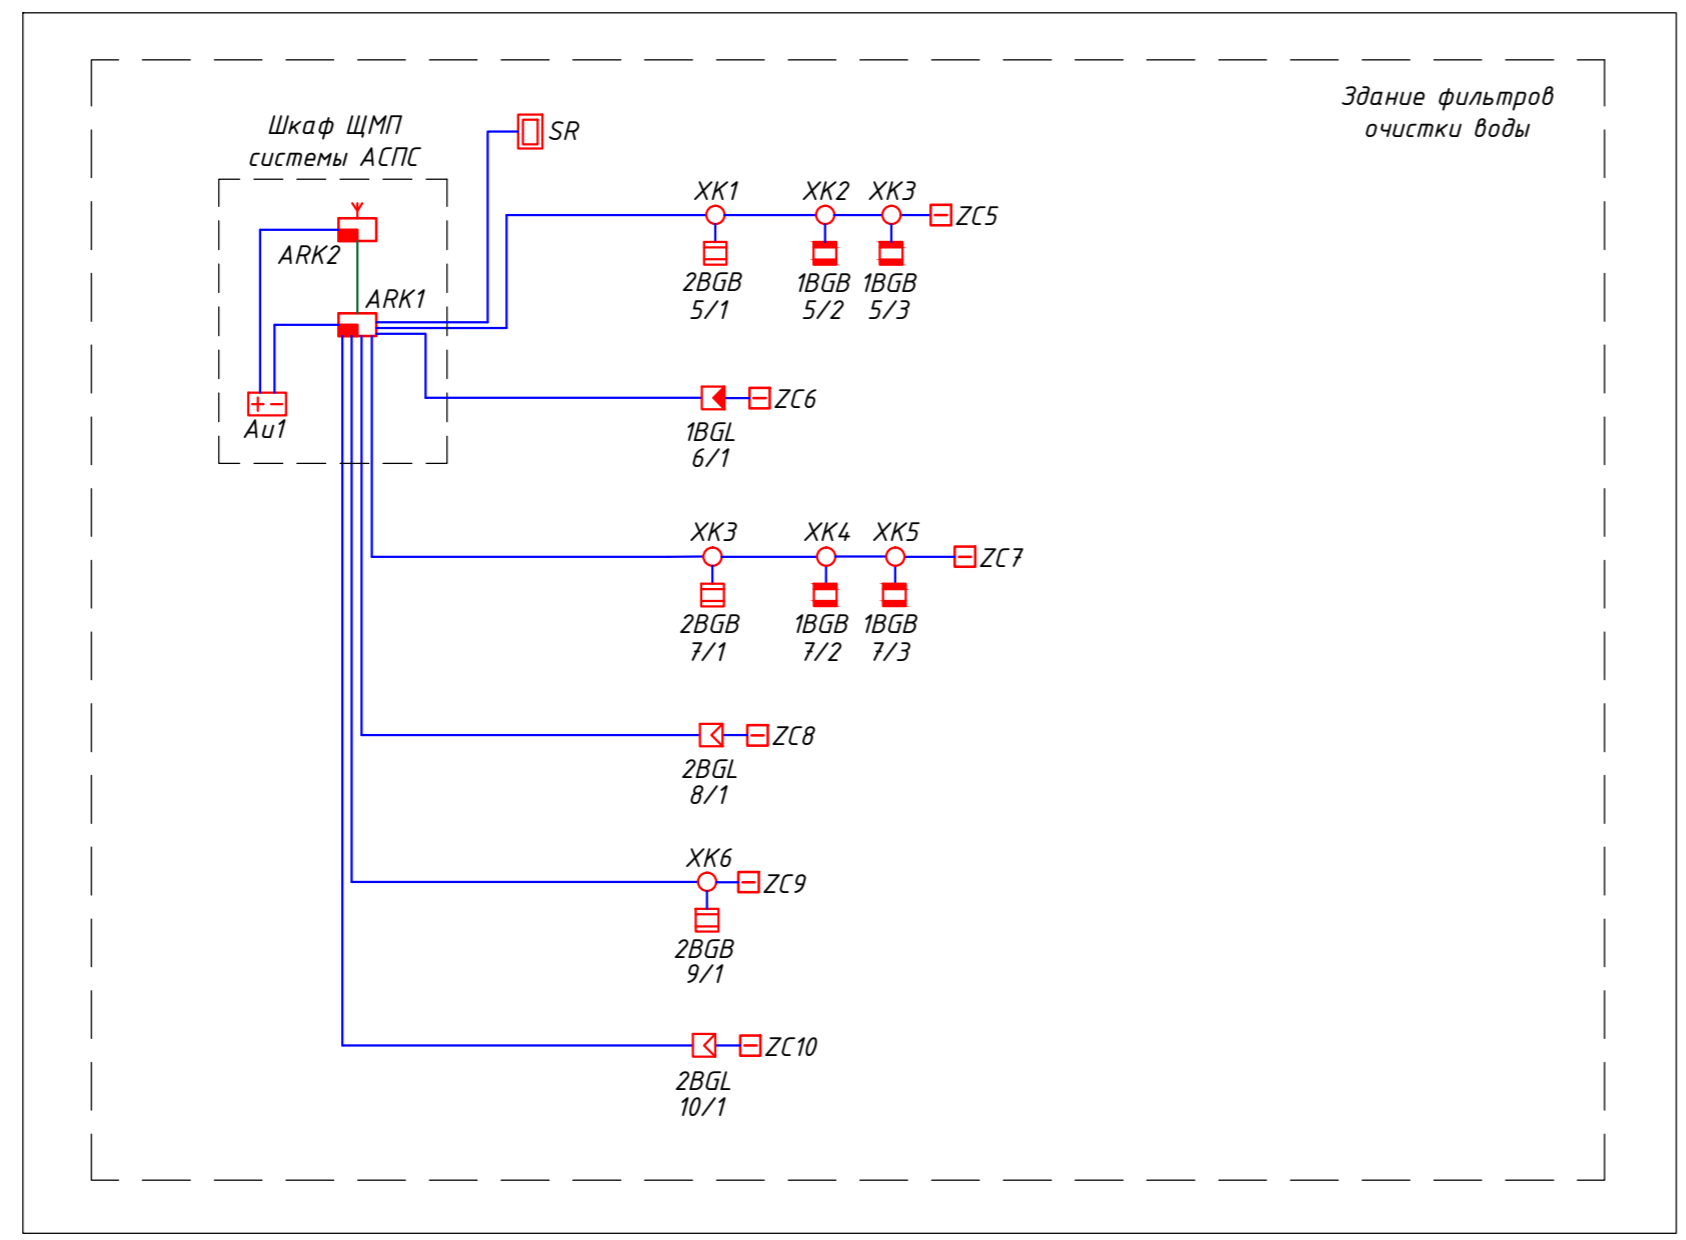 Здание фильтров
очистки воды
Шкаф ЩМП
системы АСПС
SR
ARK2
ARK1
Au1
XK1 XK2 XK3
ZC5
2BGB 1BGB 1BGB
5/1 5/2 5/3
ZC6
1BGL
6/1
XK3 XK4 XK5
ZC7
2BGB 1BGB 1BGB
7/1 7/2 7/3
ZC8
2BGL
8/1
XK6
ZC9
2BGB
9/1
ZC10
2BGL
10/1